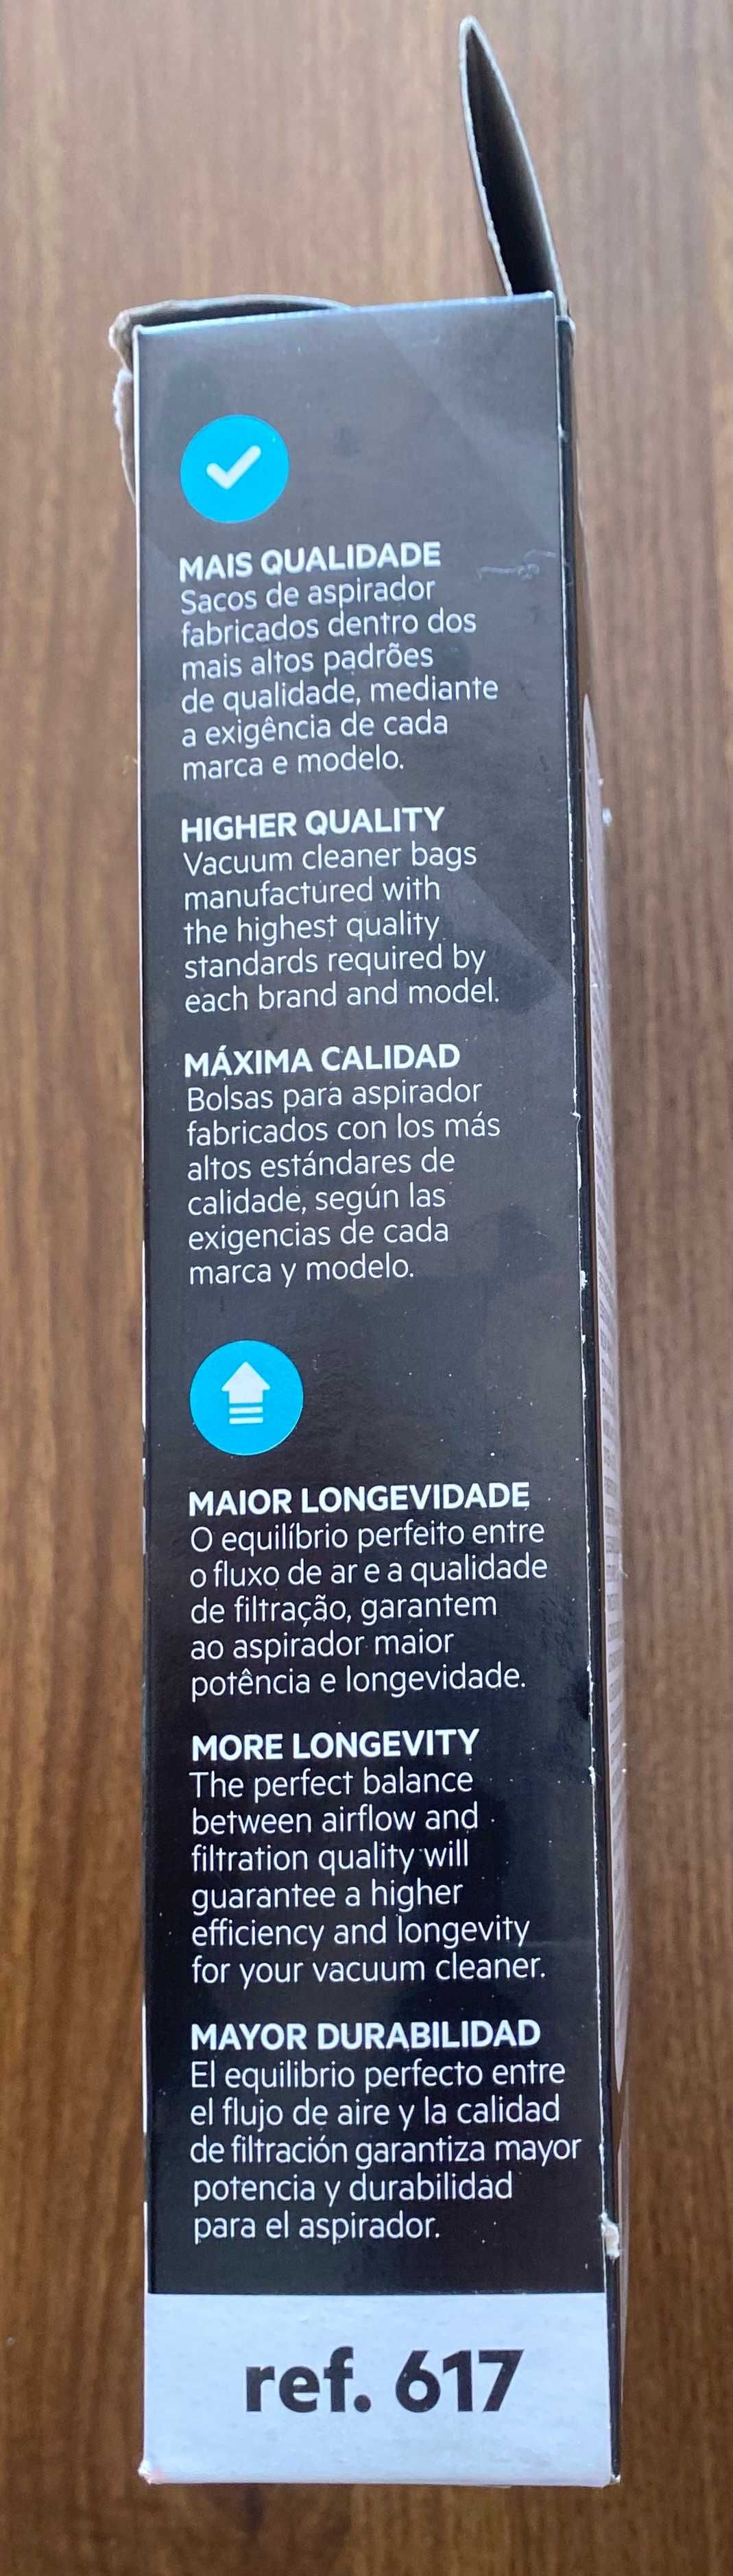 MAIS QUALIDADE
Sacos de aspirador
fabricados dentro dos
mais altos padrões
de qualidade, mediante
a exigência de cada
marca e modelo.
HIGHER QUALITY
Vacuum cleaner bags
manufactured with
the highest quality
standards required by
each brand and model.
MÁXIMA CALIDAD
Bolsas para aspirador
fabricados con los más
altos estándares de
calidade, según las
exigencias de cada
marca y modelo.
MAIOR LONGEVIDADE
O equilíbrio perfeito entre
o fluxo de ar e a qualidade
de filtração, garantem
ao aspirador maior
potência e longevidade.
MORE LONGEVITY
The perfect balance
between airflow and
filtration quality will
guarantee a higher
efficiency and longevity
for your vacuum cleaner.
MAYOR DURABILIDAD
El equilibrio perfecto entre
el flujo de aire y la calidad
de filtración garantiza mayor
potencia y durabilidad
para el aspirador.
ref. 617